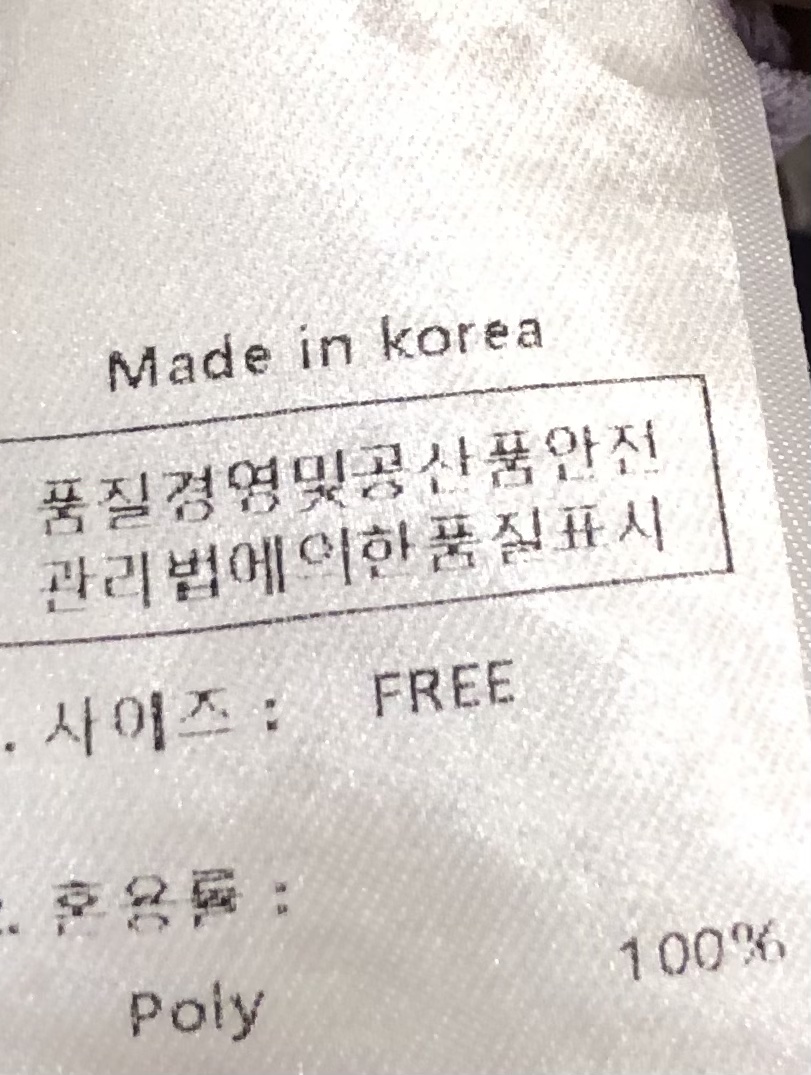 Made in korea
품질경영및공산품안전
관리법에의한품질표시
. 사이즈 : FREE
. 혼용률 :
Poly 100%